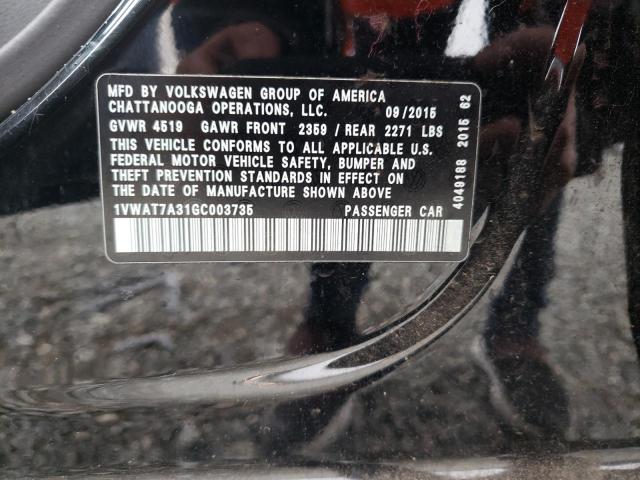 MFD BY VOLKSWAGEN GROUP OF AMERICA
CHATTANOOGA OPERATIONS, LLC. 09/2015
GVWR 4519 GAWR FRONT 2359 / REAR 2271 LBS
THIS VEHICLE CONFORMS TO ALL APPLICABLE U.S.
FEDERAL MOTOR VEHICLE SAFETY, BUMPER AND
THEFT PREVENTION STANDARDS IN EFFECT ON
THE DATE OF MANUFACTURE SHOWN ABOVE
1VWAT7A31GC003735 PASSENGER CAR
4049188 2015 62